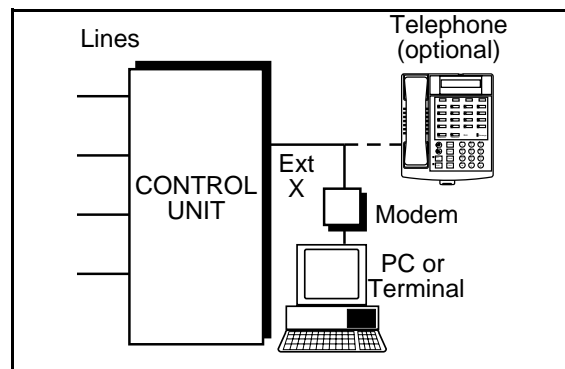 Lines
Telephone
(optional)
CONTROL
UNIT
Ext
X
Modem
PC or
Terminal